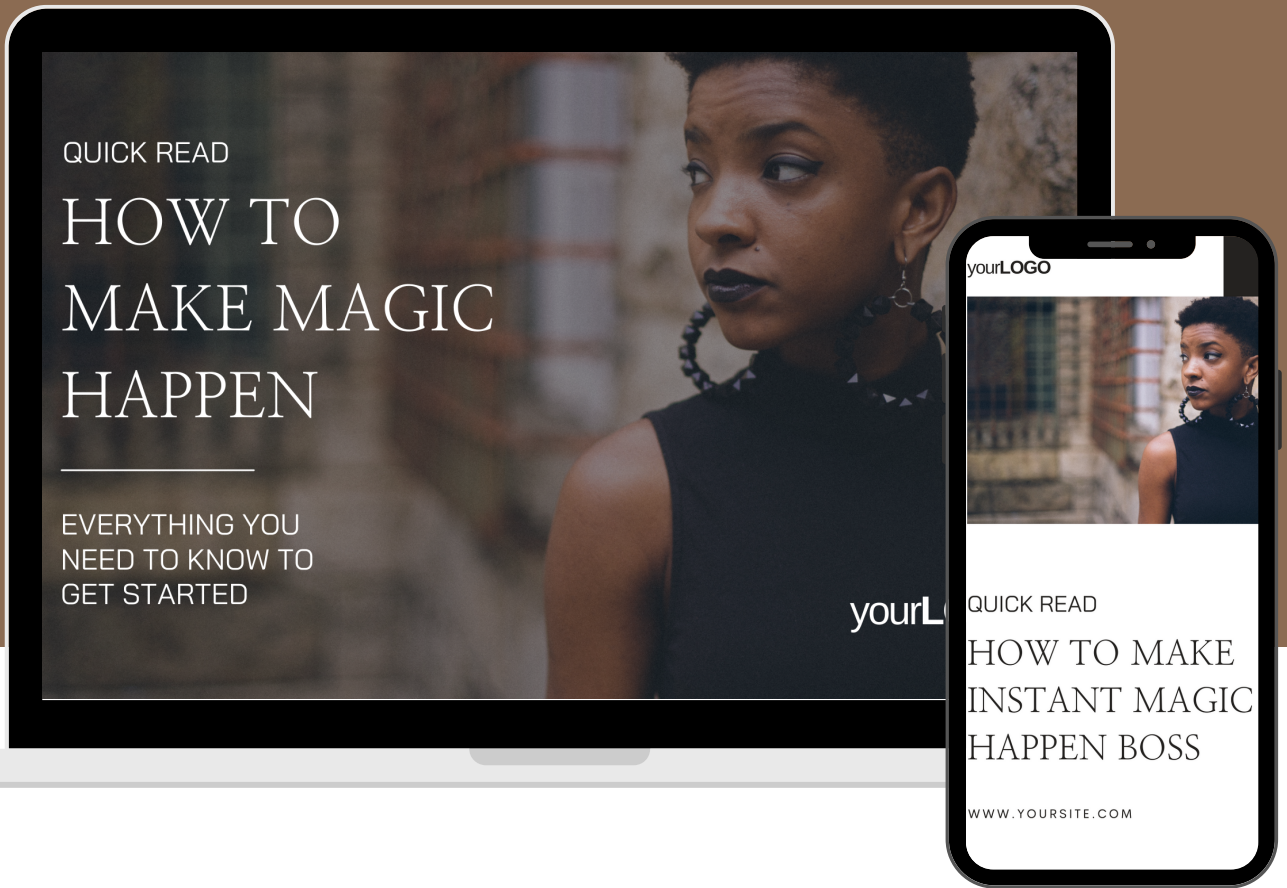 QUICK READ
HOW TO
MAKE MAGIC
HAPPEN
EVERYTHING YOU
NEED TO KNOW TO
GET STARTED
yourL
yourLOGO
QUICK READ
HOW TO MAKE
INSTANT MAGIC
HAPPEN BOSS
WWW.YOURSITE.COM